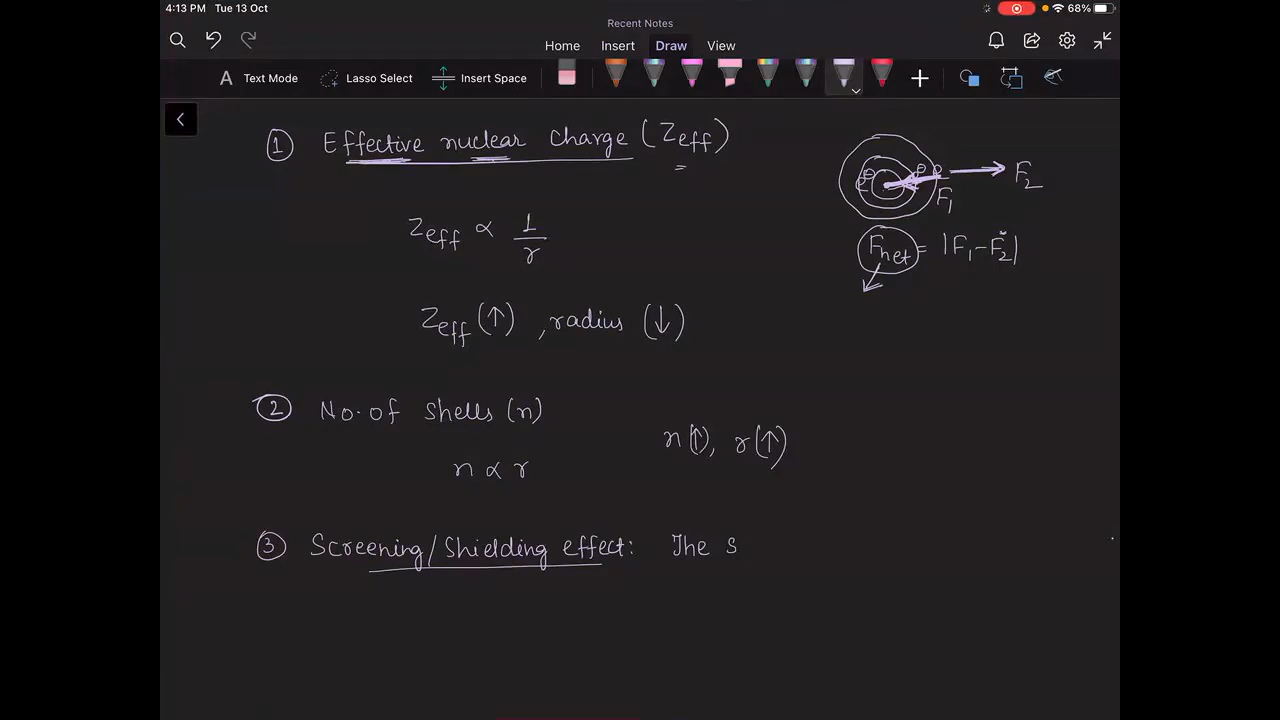 4:13 PM Tue 13 Oct
68%
Recent Notes
Home Insert Draw View
A Text Mode Lasso Select Insert Space
① Effective nuclear charge (Zeff)
F₂
F₁
Zeff ∝ 1/r
Fnet = |F₁ - F₂|
Zeff (↑), radius (↓)
② No. of shells (n)
n(↑), r(↑)
n ∝ r
③ Screening/Shielding effect: The s